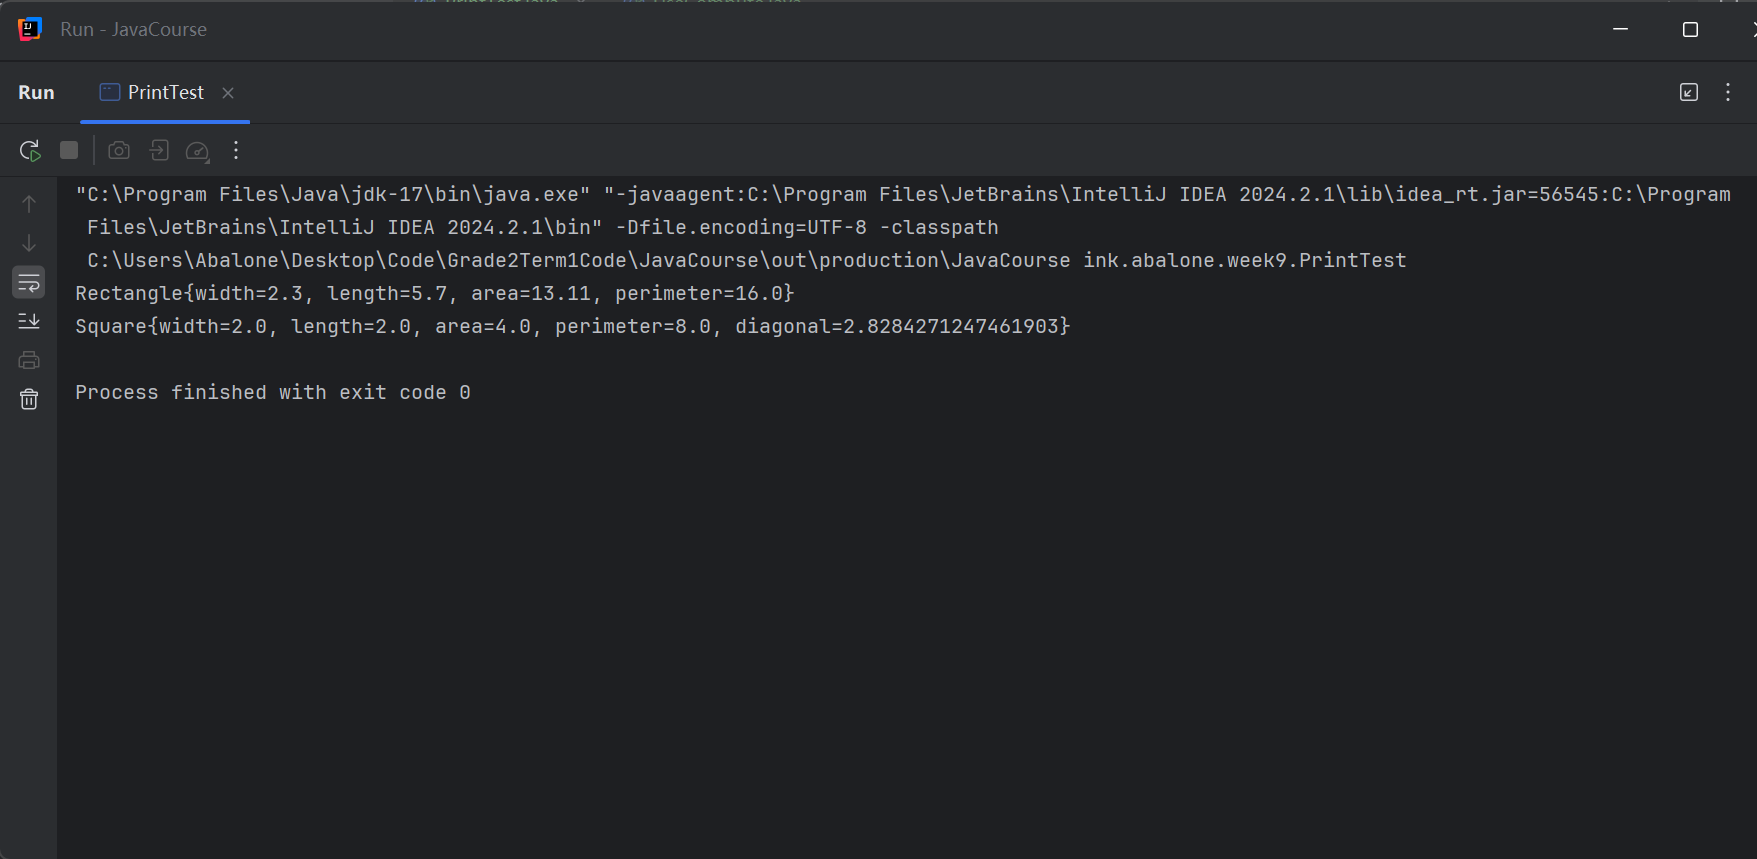 Run - JavaCourse
Run PrintTest
"C:\Program Files\Java\jdk-17\bin\java.exe" "-javaagent:C:\Program Files\JetBrains\IntelliJ IDEA 2024.2.1\lib\idea_rt.jar=56545:C:\Program
Files\JetBrains\IntelliJ IDEA 2024.2.1\bin" -Dfile.encoding=UTF-8 -classpath
C:\Users\Abalone\Desktop\Code\Grade2Term1Code\JavaCourse\out\production\JavaCourse ink.abalone.week9.PrintTest
Rectangle{width=2.3, length=5.7, area=13.11, perimeter=16.0}
Square{width=2.0, length=2.0, area=4.0, perimeter=8.0, diagonal=2.8284271247461903}
Process finished with exit code 0